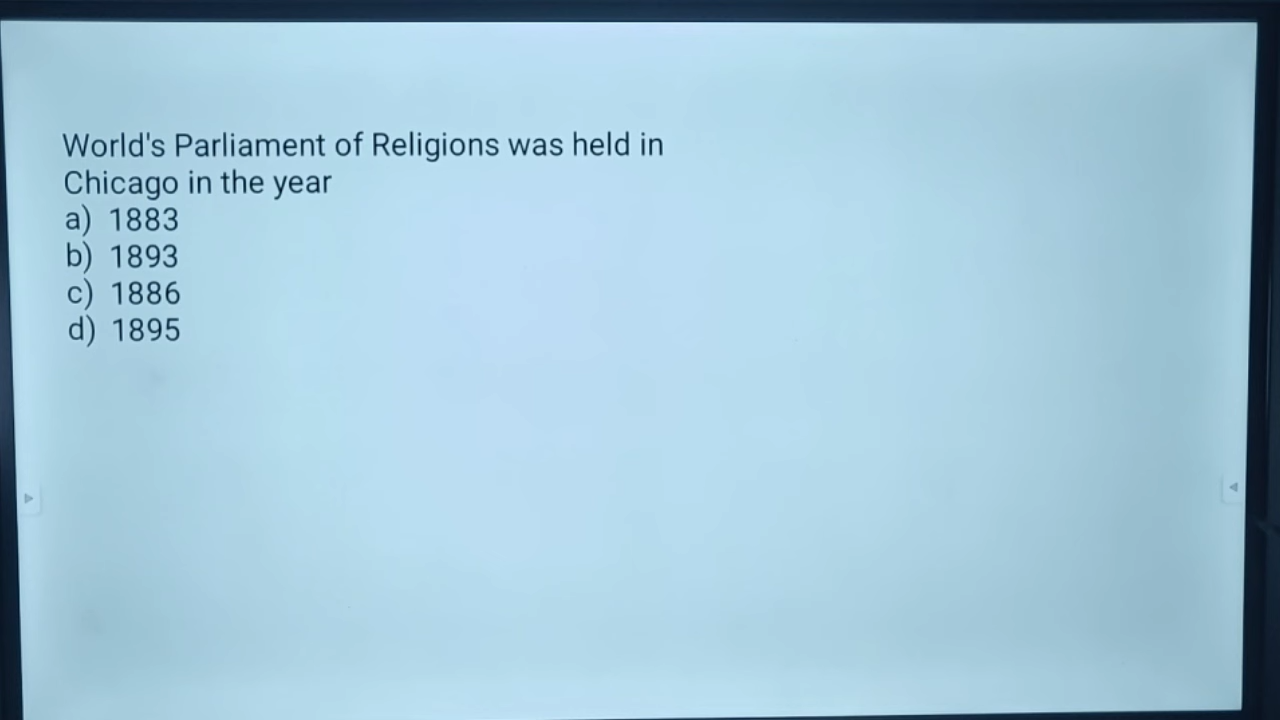 World's Parliament of Religions was held in
Chicago in the year
a) 1883
b) 1893
c) 1886
d) 1895